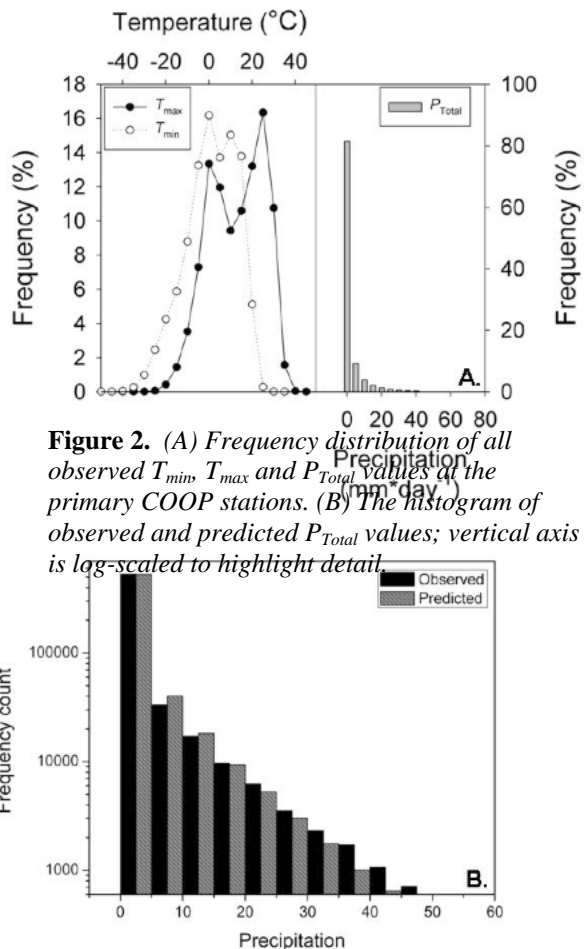 Temperature (°C)
-40 -20 0 20 40
18 16 14 12 10 8 6 4 2 0
Frequency (%)
Tmax
Tmin
PTotal
100 80 60 40 20 0
Frequency (%)
A.
0 20 40 60 80
Precipitation
(mm*day-1)
Figure 2. (A) Frequency distribution of all
observed Tmin, Tmax and PTotal values at the
primary COOP stations. (B) The histogram of
observed and predicted PTotal values; vertical axis
is log-scaled to highlight detail.
Observed
Predicted
Frequency count
100000
10000
1000
B.
0 10 20 30 40 50 60
Precipitation